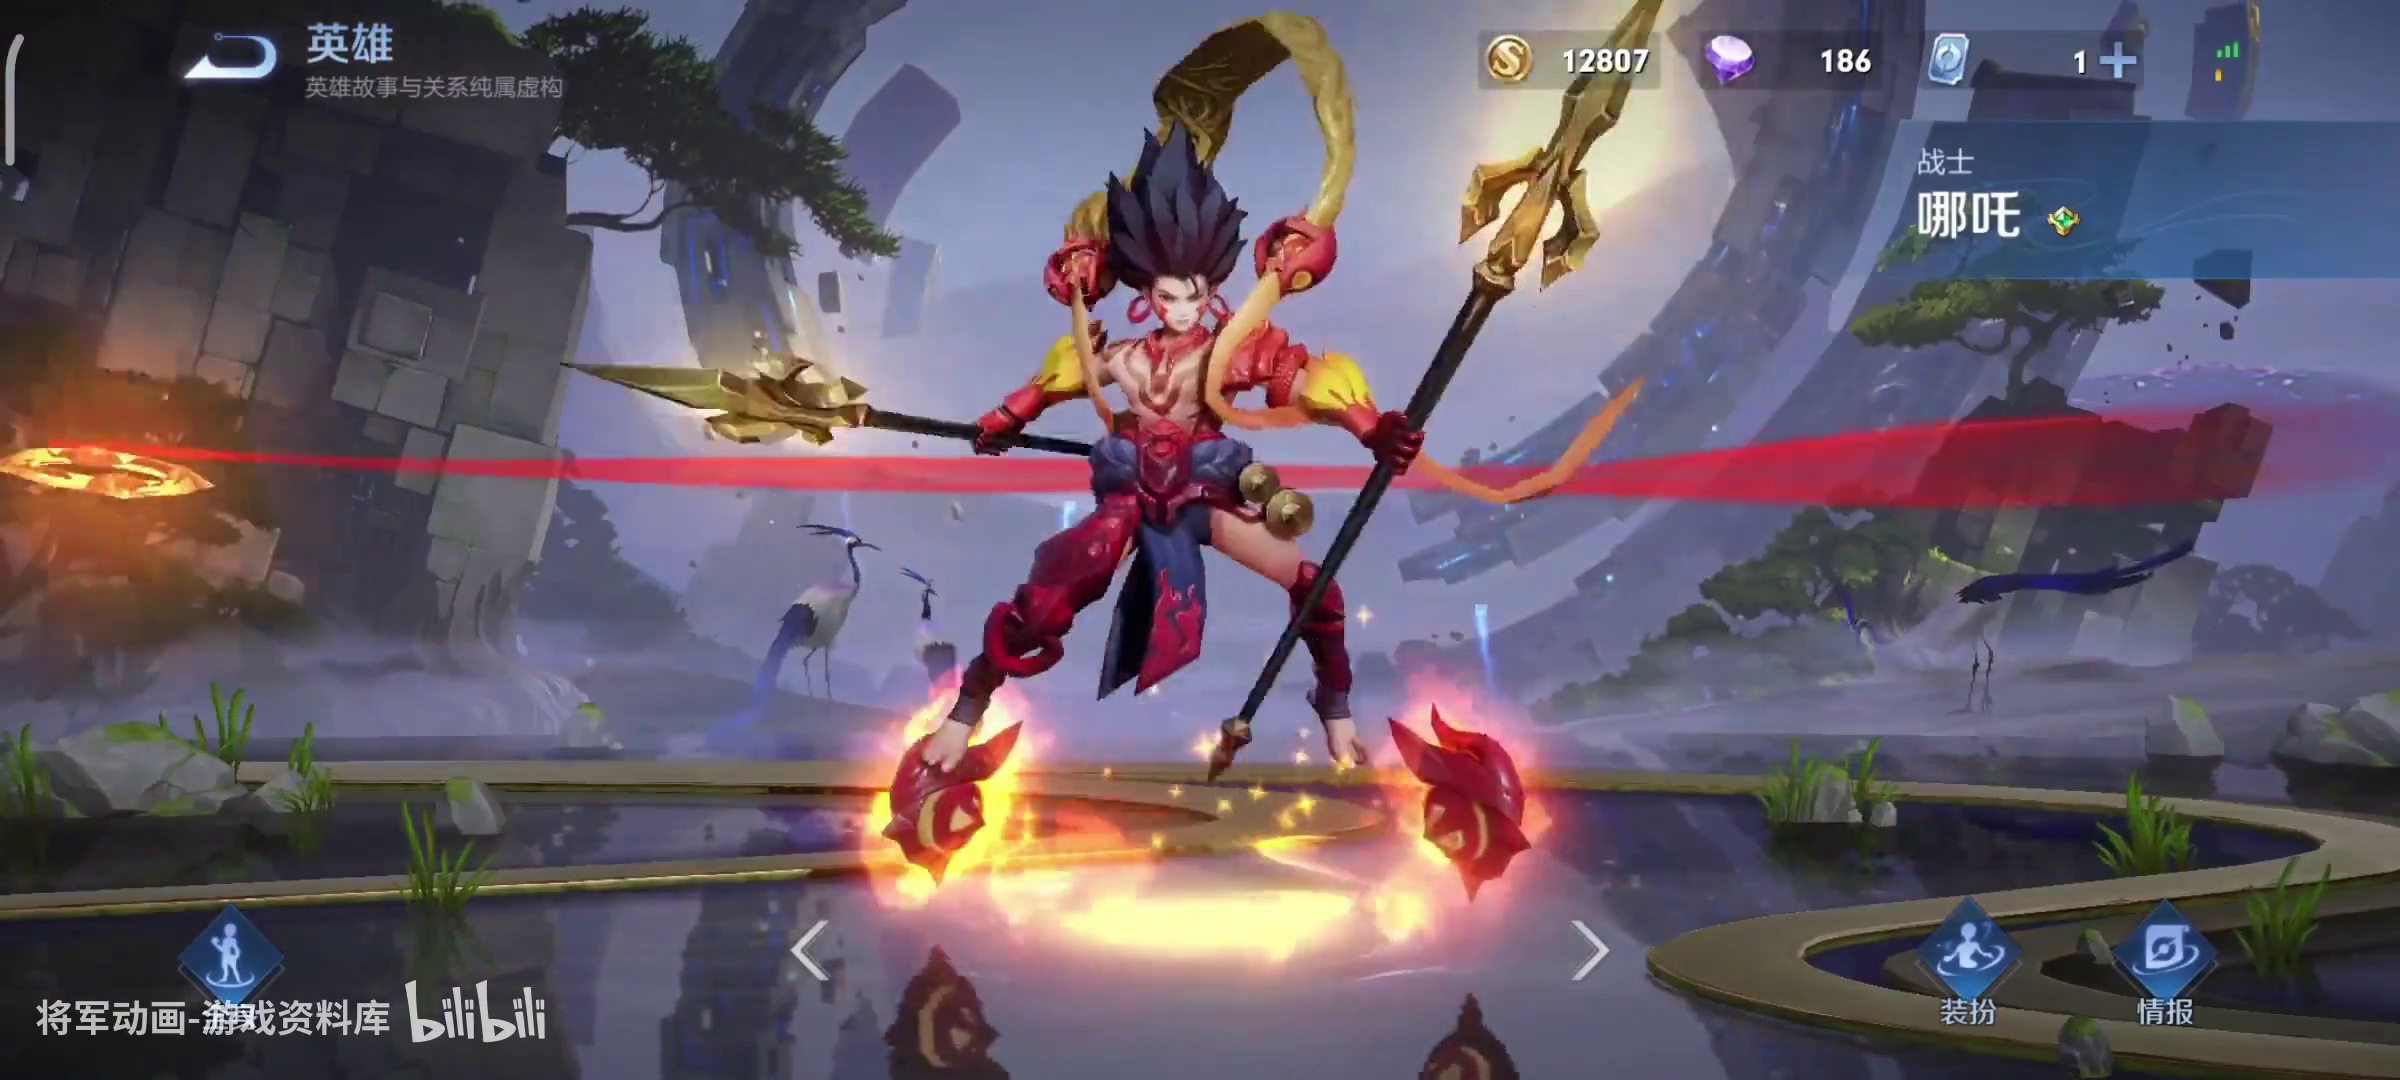 英雄
英雄故事与关系纯属虚构
12807
186
1
战士
哪吒
装扮
情报
将军动画-游戏资料库 bilibili